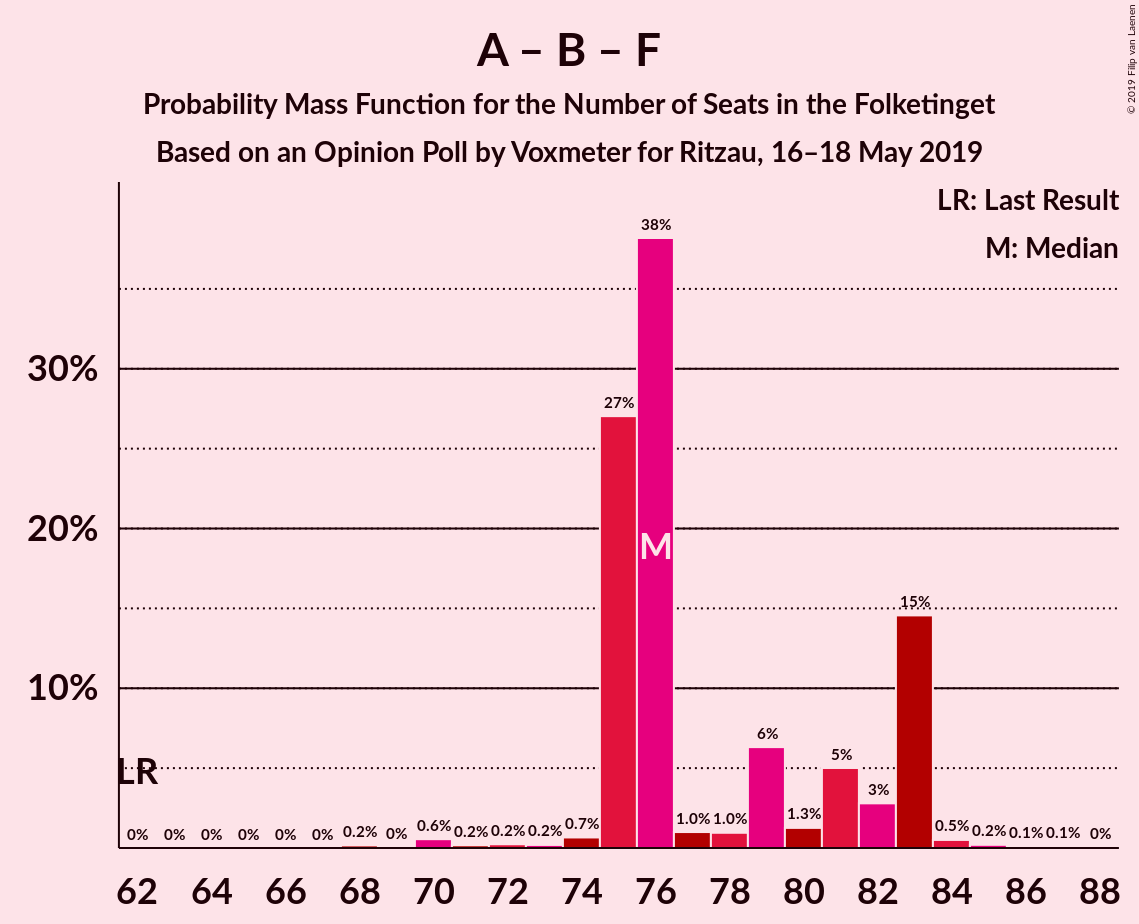 A – B – F
Probability Mass Function for the Number of Seats in the Folketinget
Based on an Opinion Poll by Voxmeter for Ritzau, 16–18 May 2019
© 2019 Filip van Laenen
LR: Last Result
M: Median
38%
30%
27%
20%
M
15%
10%
6%
5%
LR
3%
0% 0% 0% 0% 0% 0% 0.2% 0% 0.6% 0.2% 0.2% 0.2% 0.7% 1.0% 1.0% 1.3% 0.5% 0.2% 0.1% 0.1% 0%
62 64 66 68 70 72 74 76 78 80 82 84 86 88